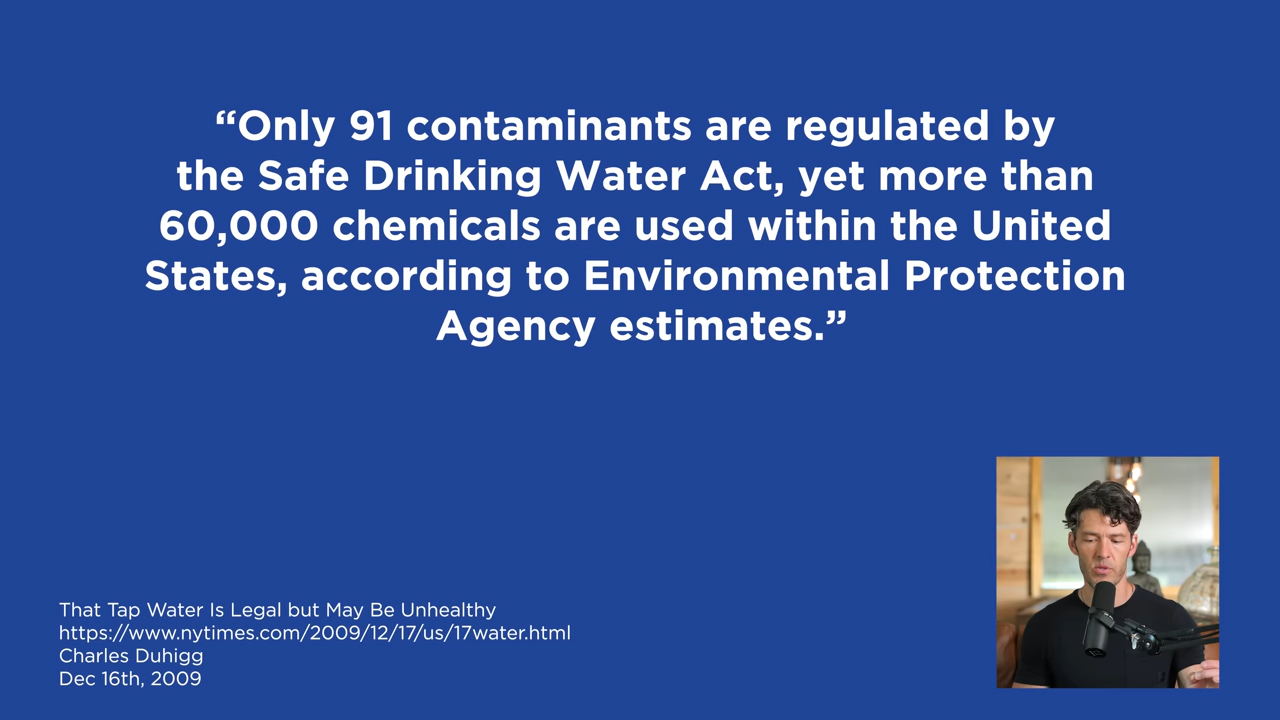 “Only 91 contaminants are regulated by
the Safe Drinking Water Act, yet more than
60,000 chemicals are used within the United
States, according to Environmental Protection
Agency estimates.”
That Tap Water Is Legal but May Be Unhealthy
https://www.nytimes.com/2009/12/17/us/17water.html
Charles Duhigg
Dec 16th, 2009